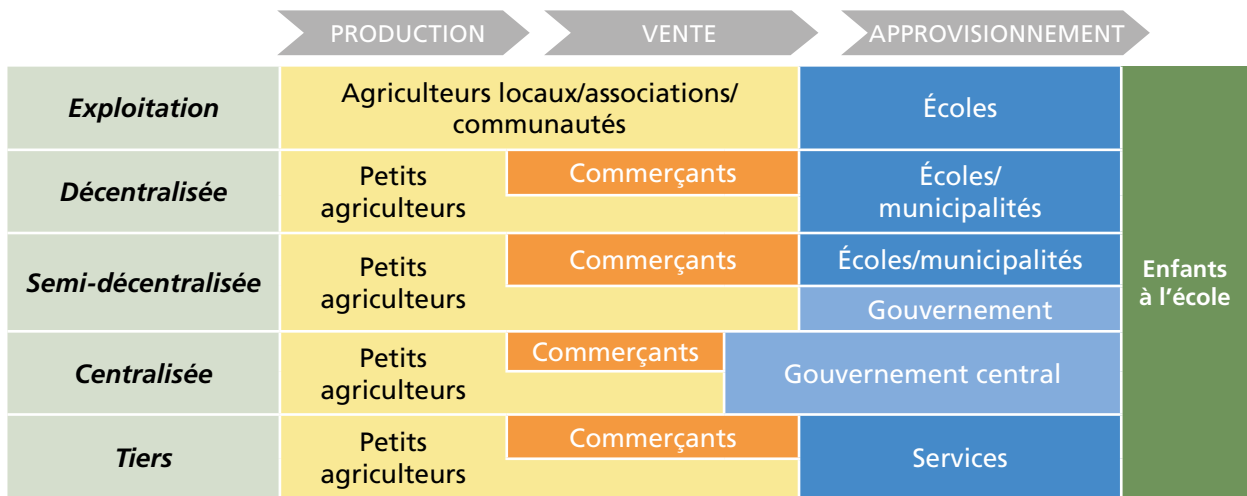 PRODUCTION
VENTE
APPROVISIONNEMENT
Exploitation
Agriculteurs locaux/associations/
communautés
Écoles
Décentralisée
Petits
agriculteurs
Commerçants
Écoles/
municipalités
Semi-décentralisée
Petits
agriculteurs
Commerçants
Écoles/municipalités
Gouvernement
Enfants
à l’école
Centralisée
Petits
agriculteurs
Commerçants
Gouvernement central
Tiers
Petits
agriculteurs
Commerçants
Services